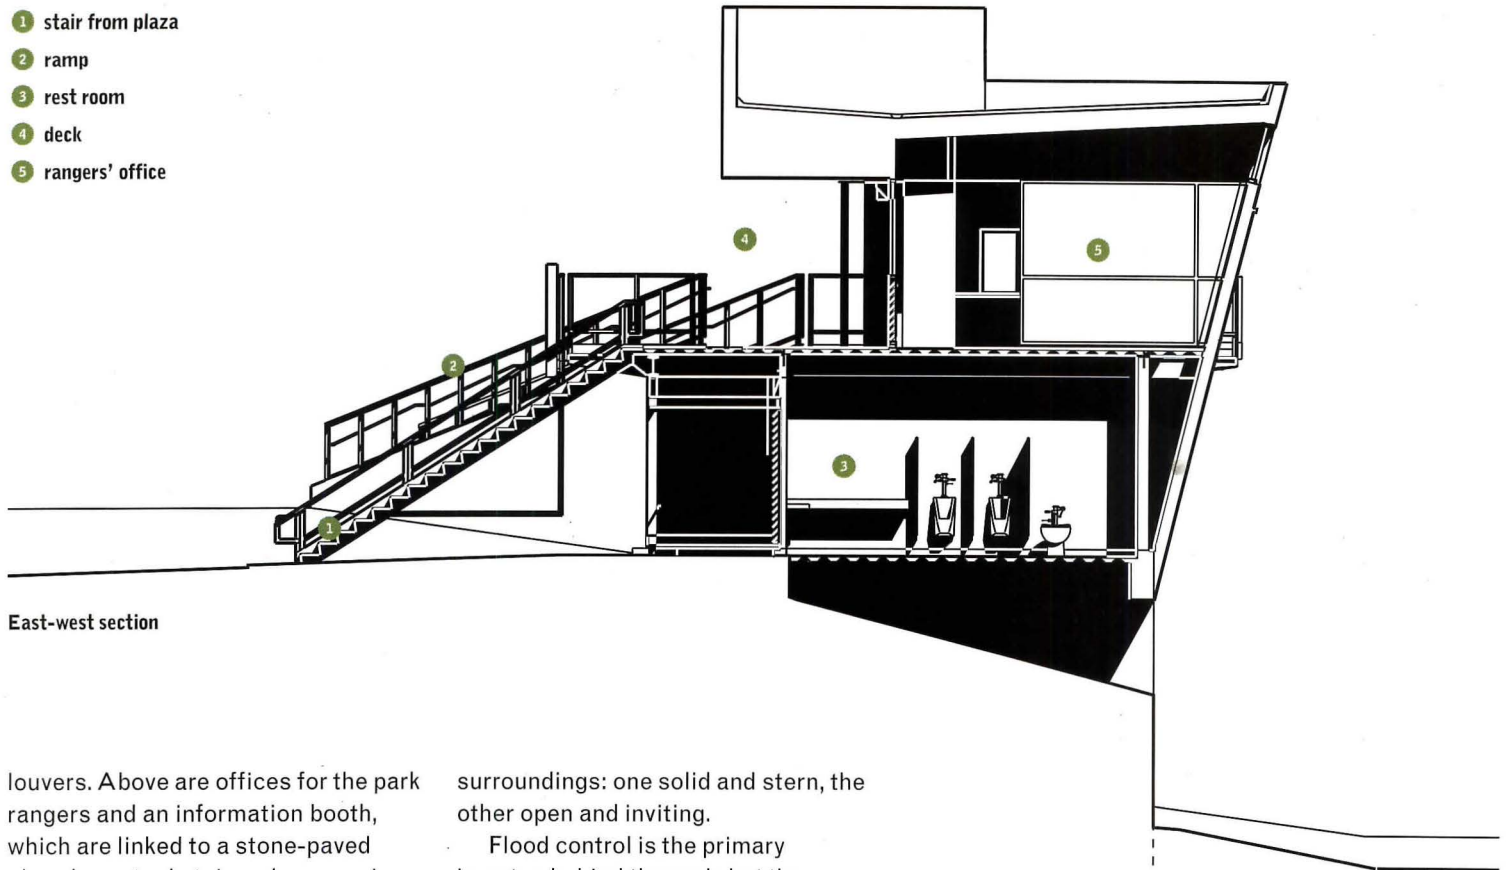 1 stair from plaza
2 ramp
3 rest room
4 deck
5 rangers’ office
4
5
2
3
1
East-west section
louvers. Above are offices for the park
rangers and an information booth,
which are linked to a stone-paved
surroundings: one solid and stern, the
other open and inviting.
Flood control is the primary